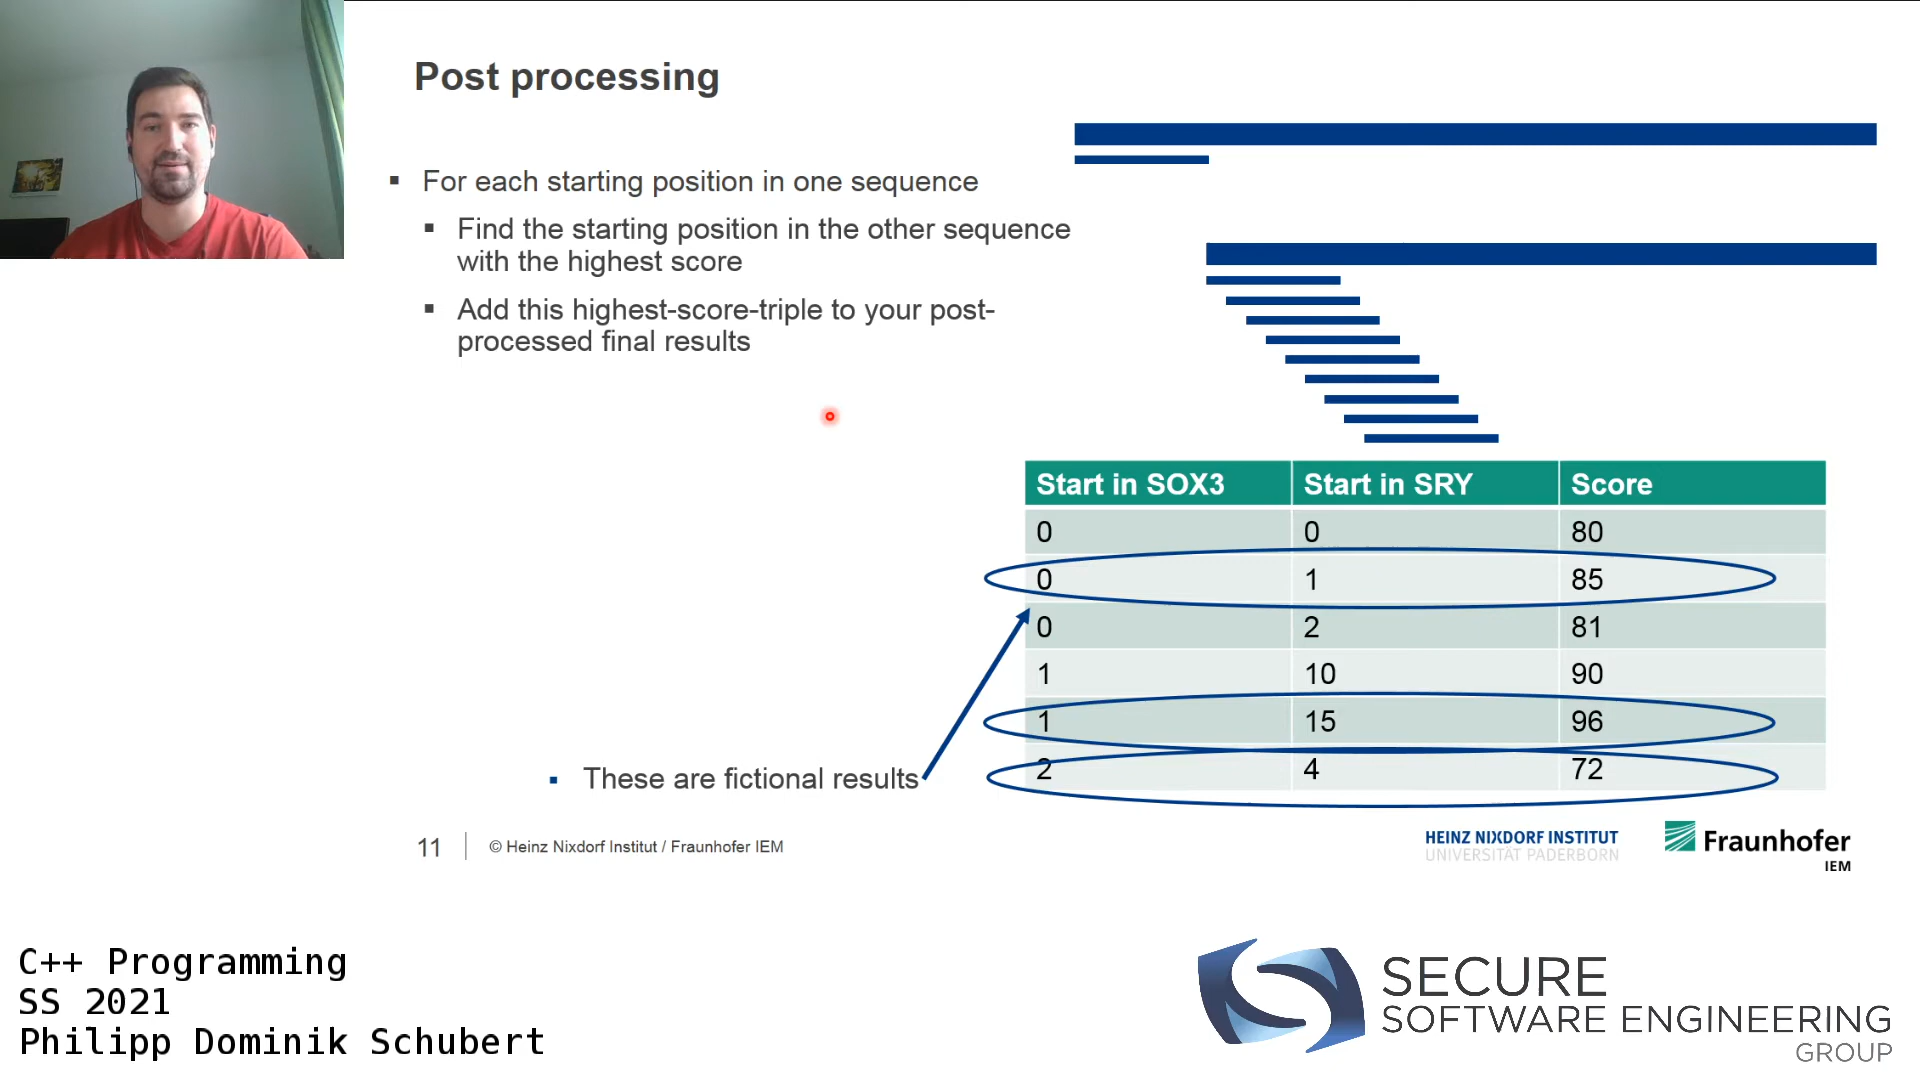 Post processing
For each starting position in one sequence
Find the starting position in the other sequence
with the highest score
Add this highest-score-triple to your post-
processed final results
Start in SOX3 Start in SRY Score
0 0 80
0 1 85
0 2 81
1 10 90
1 15 96
2 4 72
These are fictional results
11 © Heinz Nixdorf Institut / Fraunhofer IEM
HEINZ NIXDORF INSTITUT
UNIVERSITÄT PADERBORN
Fraunhofer
IEM
C++ Programming
SS 2021
Philipp Dominik Schubert
SECURE
SOFTWARE ENGINEERING
GROUP